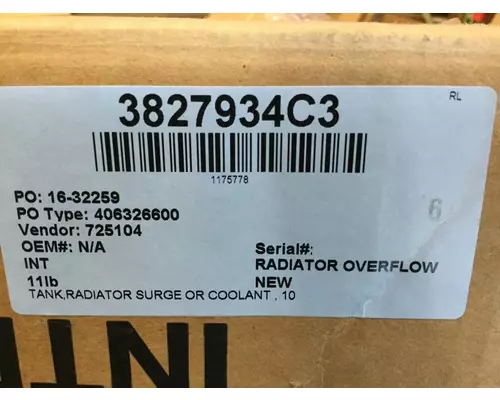 RL
3827934C3
1175778
PO: 16-32259
PO Type: 406326600
Vendor: 725104
OEM#: N/A
Serial#:
INT
RADIATOR OVERFLOW
11lb
NEW
TANK,RADIATOR SURGE OR COOLANT , 10
6